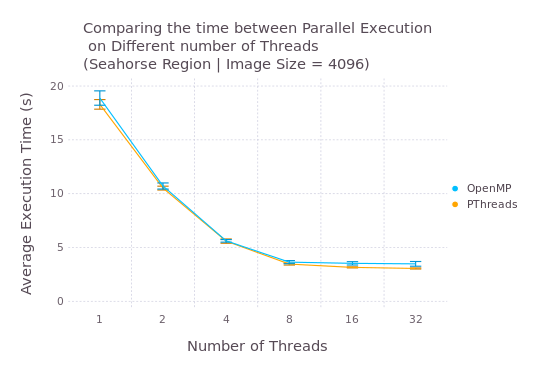 Comparing the time between Parallel Execution
on Different number of Threads
(Seahorse Region | Image Size = 4096)
Average Execution Time (s)
20
15
10
5
0
1 2 4 8 16 32
Number of Threads
OpenMP
PThreads